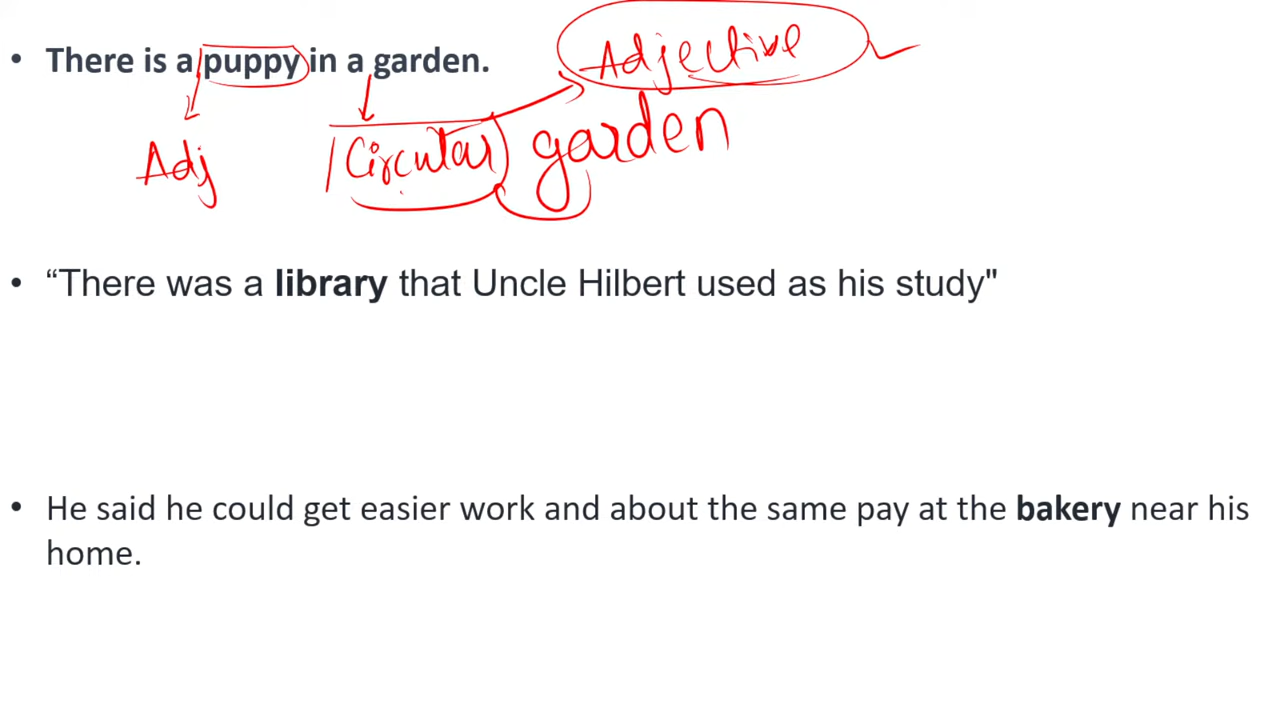 • There is a puppy in a garden.
Adjective
Adj
Circular garden
• “There was a library that Uncle Hilbert used as his study"
• He said he could get easier work and about the same pay at the bakery near his
home.